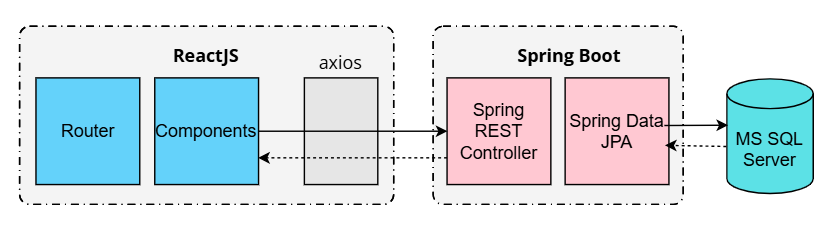 ReactJS
axios
Router
Components
Spring Boot
Spring
REST
Controller
Spring Data
JPA
MS SQL
Server